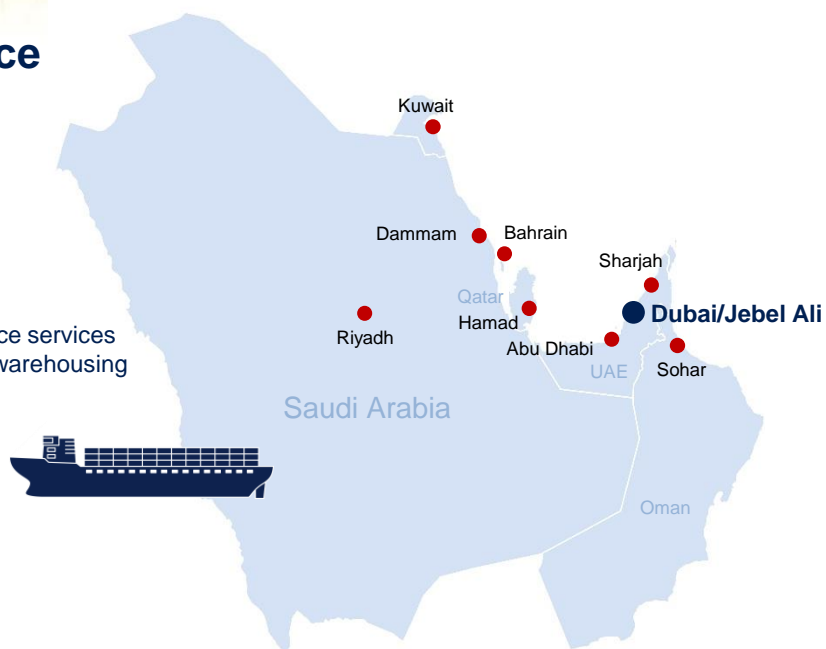 ce
Kuwait
Dammam
Bahrain
Sharjah
Qatar
Hamad
Dubai/Jebel Ali
Riyadh
Abu Dhabi
UAE
Sohar
ce services
warehousing
Saudi Arabia
Oman